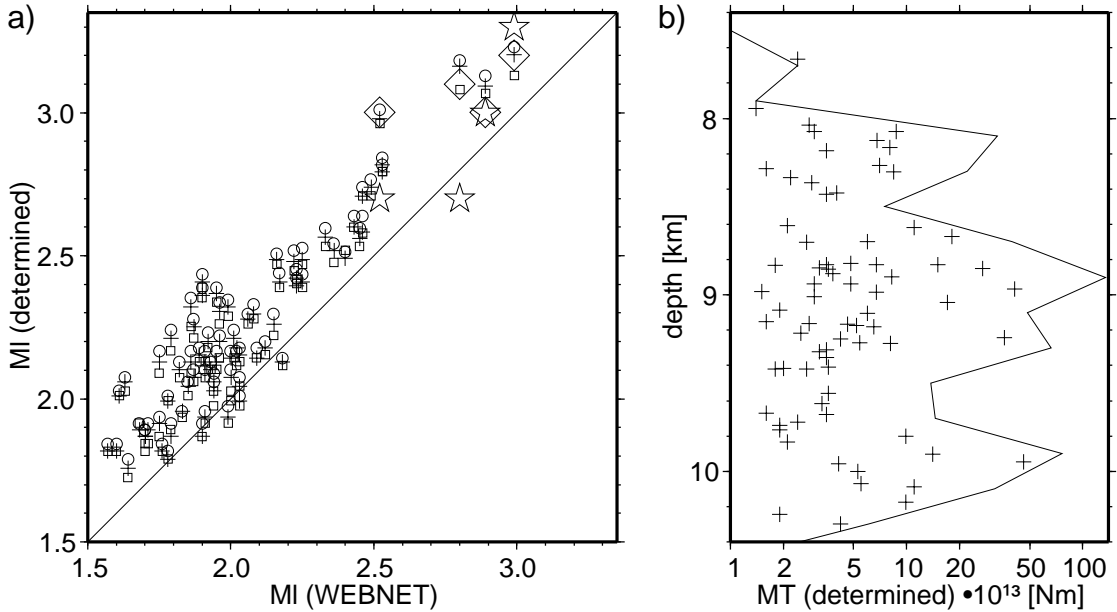 a)
Ml (determined)
3.0
2.5
2.0
1.5
1.5 2.0 2.5 3.0
Ml (WEBNET)
b)
depth [km]
8
9
10
1 2 5 10 20 50 100
MT (determined) •10¹³ [Nm]